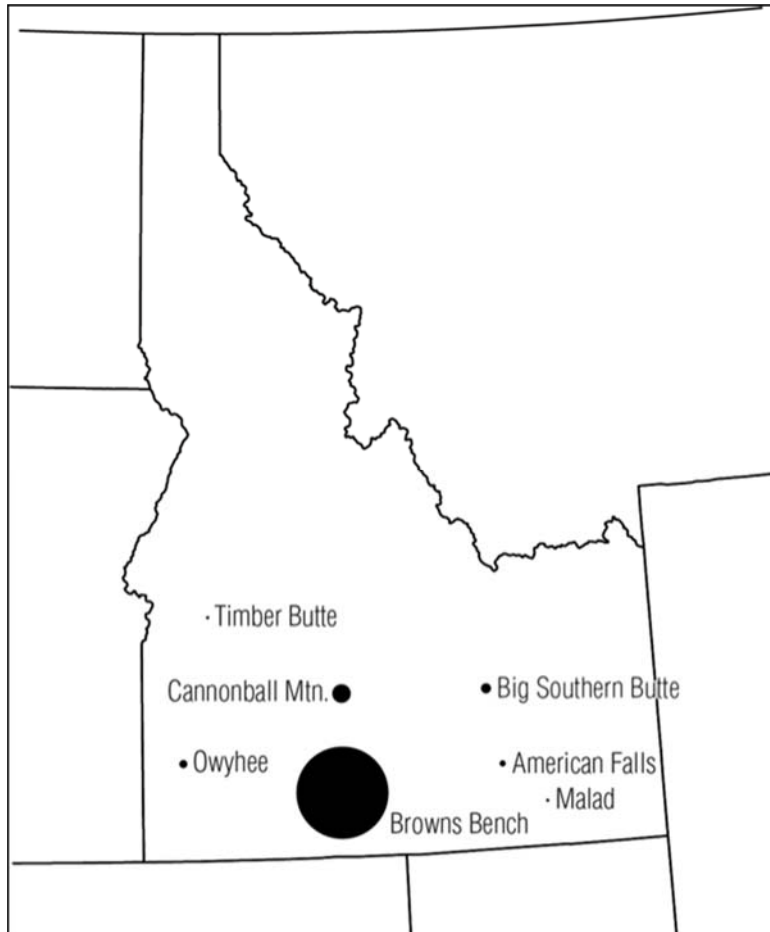 Timber Butte
Cannonball Mtn.
Big Southern Butte
Owyhee
American Falls
Malad
Browns Bench